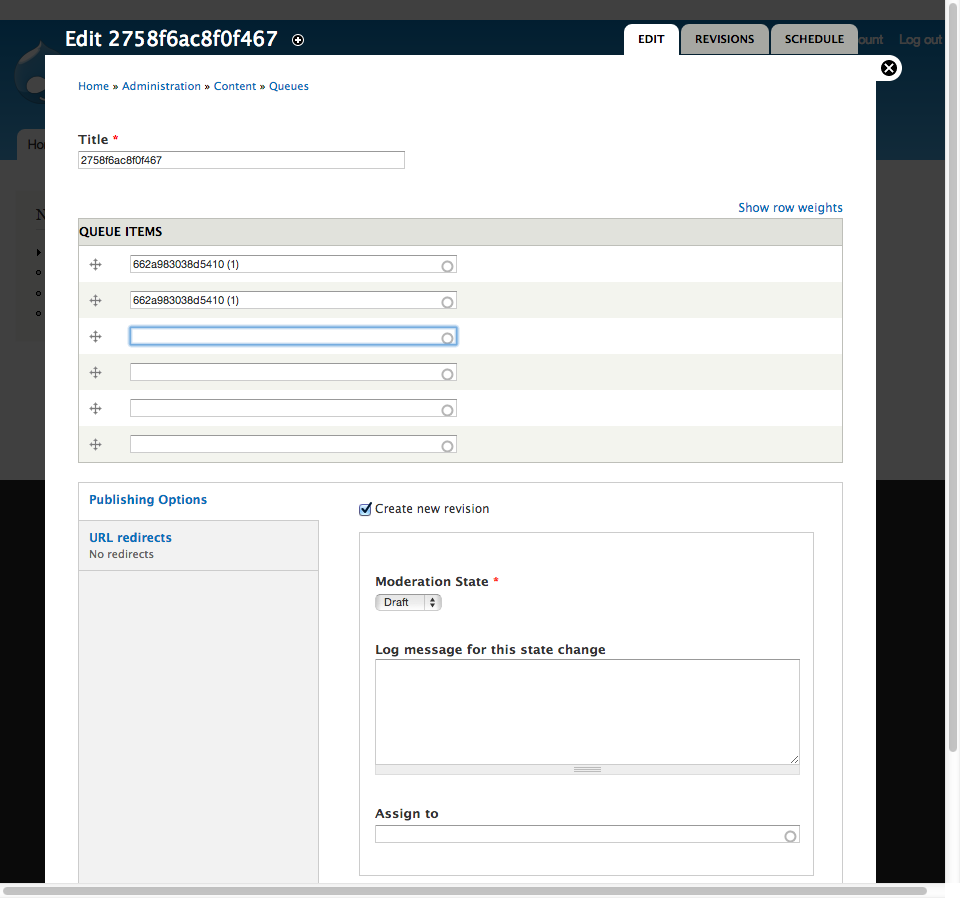 Edit 2758f6ac8f0f467
EDIT
REVISIONS
SCHEDULE
Log out
Home » Administration » Content » Queues
Title *
2758f6ac8f0f467
Show row weights
QUEUE ITEMS
662a983038d5410 (1)
662a983038d5410 (1)
Publishing Options
URL redirects
No redirects
Create new revision
Moderation State *
Draft
Log message for this state change
Assign to